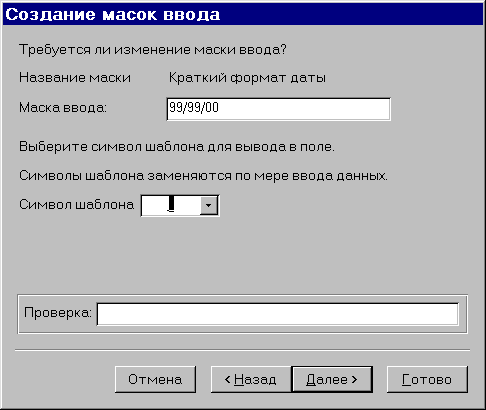 Создание масок ввода
Требуется ли изменение маски ввода?
Название маски Краткий формат даты
Маска ввода: 99/99/00
Выберите символ шаблона для вывода в поле.
Символы шаблона заменяются по мере ввода данных.
Символ шаблона _
Проверка:
Отмена < Назад Далее > Готово